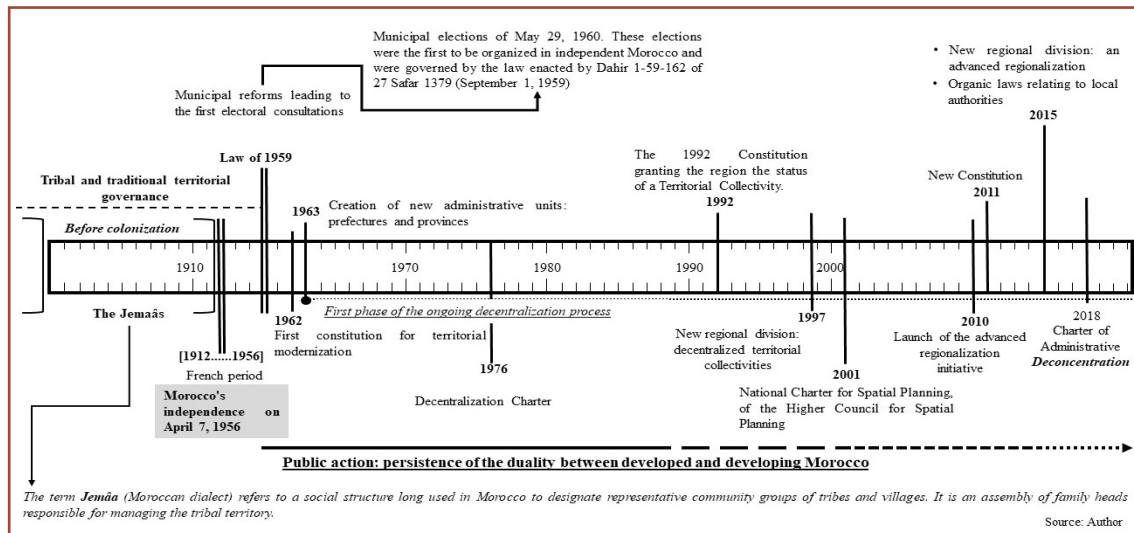 Municipal elections of May 29, 1960. These elections
were the first to be organized in independent Morocco and
were governed by the law enacted by Dahir 1-59-162 of
27 Safar 1379 (September 1, 1959)
• New regional division: an
advanced regionalization
• Organic laws relating to local
authorities
2015
Municipal reforms leading to
the first electoral consultations
Law of 1959
Tribal and traditional territorial
governance
Before colonization
1963
Creation of new administrative units:
prefectures and provinces
The 1992 Constitution
granting the region the status
of a Territorial Collectivity.
1992
New Constitution
2011
1910
1970
1980
1990
2000
The Jemaâs
First phase of the ongoing decentralization process
1962
First constitution for territorial
modernization
[1912......1956]
French period
Morocco's
independence on
April 7, 1956
1976
Decentralization Charter
1997
New regional division:
decentralized territorial
collectivities
2001
National Charter for Spatial Planning,
of the Higher Council for Spatial
Planning
2010
Launch of the advanced
regionalization
initiative
2018
Charter of
Administrative
Deconcentration
Public action: persistence of the duality between developed and developing Morocco
The term Jemâa (Moroccan dialect) refers to a social structure long used in Morocco to designate representative community groups of tribes and villages. It is an assembly of family heads
responsible for managing the tribal territory.
Source: Author